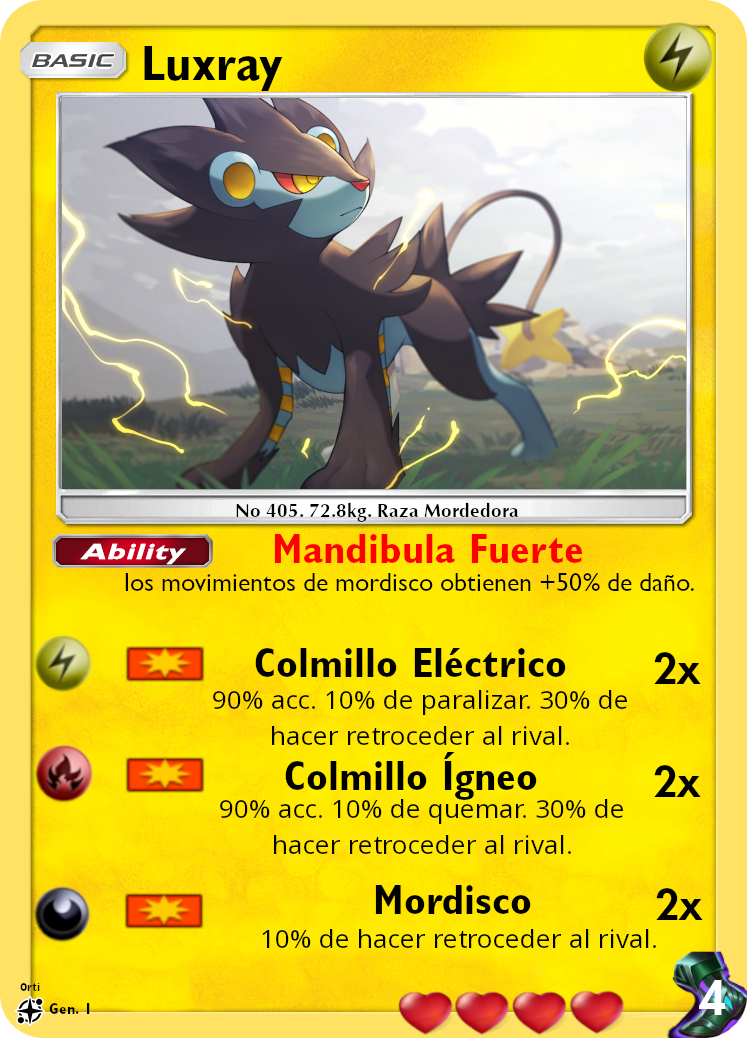 BASIC Luxray
No 405. 72.8kg. Raza Mordedora
Ability Mandibula Fuerte
los movimientos de mordisco obtienen +50% de daño.
Colmillo Eléctrico 2x
90% acc. 10% de paralizar. 30% de
hacer retroceder al rival.
Colmillo Ígneo 2x
90% acc. 10% de quemar. 30% de
hacer retroceder al rival.
Mordisco 2x
10% de hacer retroceder al rival.
Orti
Gen. I
4